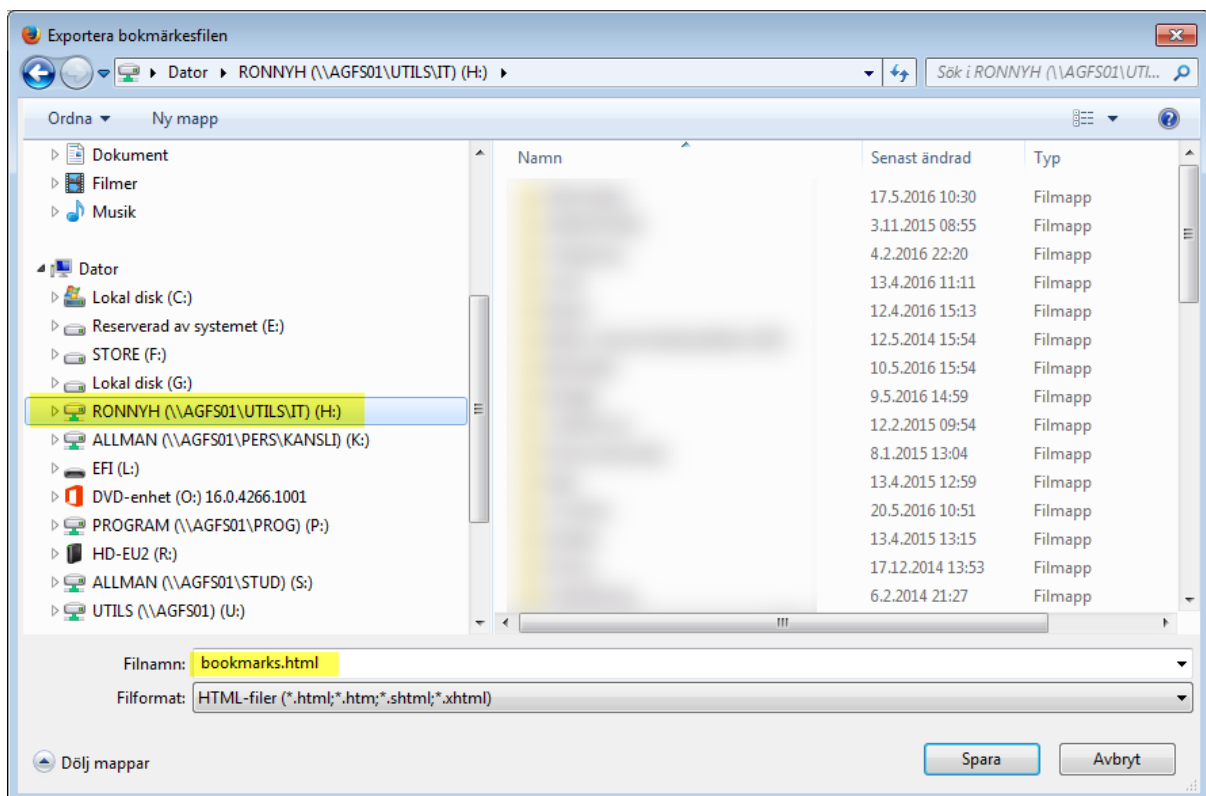 Exportera bokmärkesfilen
Dator RONNYH (\\AGFS01\UTILS\IT) (H:)
Sök i RONNYH (\\AGFS01\UTI...
Ordna Ny mapp
Dokument
Filmer
Musik
Dator
Lokal disk (C:)
Reserverad av systemet (E:)
STORE (F:)
Lokal disk (G:)
RONNYH (\\AGFS01\UTILS\IT) (H:)
ALLMAN (\\AGFS01\PERS\KANSLI) (K:)
EFI (L:)
DVD-enhet (O:) 16.0.4266.1001
PROGRAM (\\AGFS01\PROG) (P:)
HD-EU2 (R:)
ALLMAN (\\AGFS01\STUD) (S:)
UTILS (\\AGFS01) (U:)
Namn Senast ändrad Typ
17.5.2016 10:30 Filmapp
3.11.2015 08:55 Filmapp
4.2.2016 22:20 Filmapp
13.4.2016 11:11 Filmapp
12.4.2016 15:13 Filmapp
12.5.2014 15:54 Filmapp
10.5.2016 15:54 Filmapp
9.5.2016 14:59 Filmapp
12.2.2015 09:54 Filmapp
8.1.2015 13:04 Filmapp
13.4.2015 12:59 Filmapp
20.5.2016 10:51 Filmapp
13.4.2015 13:15 Filmapp
17.12.2014 13:53 Filmapp
6.2.2014 21:27 Filmapp
Filnamn: bookmarks.html
Filformat: HTML-filer (*.html;*.htm;*.shtml;*.xhtml)
Dölj mappar
Spara Avbryt